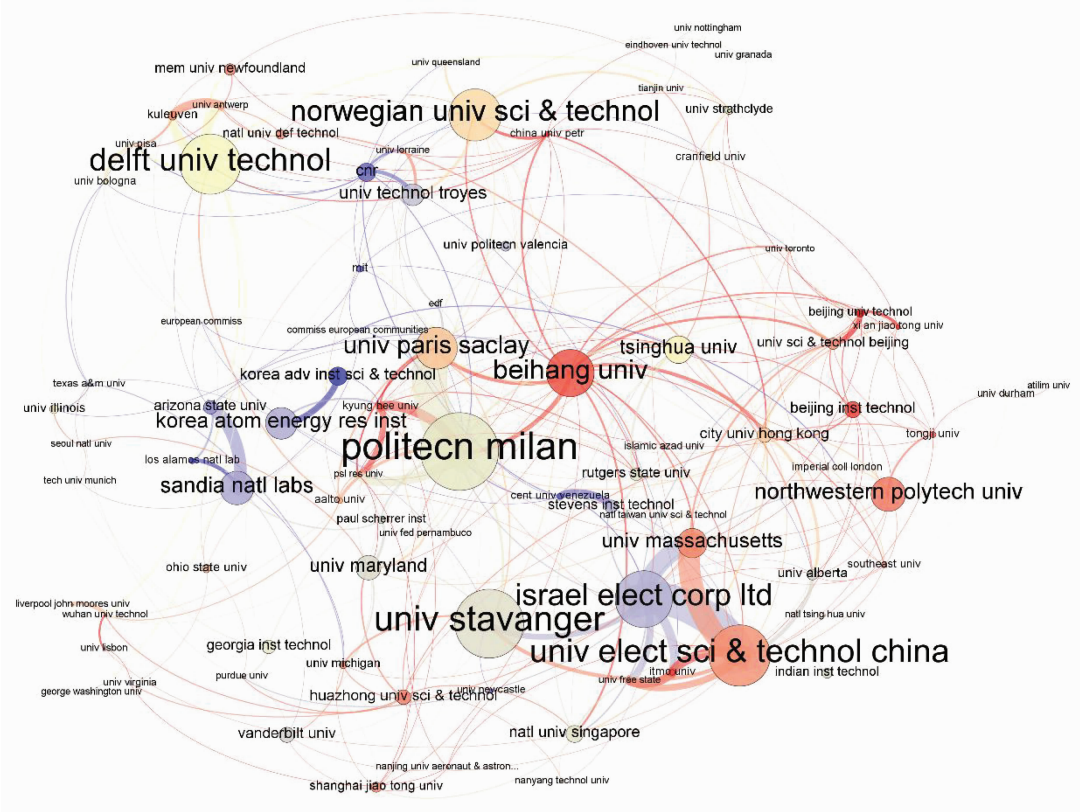 univ nottingham
eindhoven univ technol
univ granada
univ queensland
mem univ newfoundland
tianjin univ
univ antwerp
kuleuven
norwegian univ sci & technol
univ strathclyde
natl univ def technol
china univ petr
univ pisa
univ lorraine
delft univ technol
cranfield univ
cnr
univ bologna
univ technol troyes
univ politecn valencia
univ toronto
mit
edf
beijing univ technol
european commiss
xi an jiao tong univ
commiss european communities
univ paris saclay
tsinghua univ
univ sci & technol beijing
beihang univ
korea adv inst sci & technol
texas a&m univ
atilim univ
univ durham
univ illinois
arizona state univ
kyung hee univ
beijing inst technol
korea atom energy res inst
city univ hong kong
tongji univ
seoul natl univ
politecn milan
islamic azad univ
los alamos natl lab
imperial coll london
psl res univ
rutgers state univ
tech univ munich
sandia natl labs
northwestern polytech univ
aalto univ
cent univ venezuela
stevens inst technol
natl taiwan univ sci & technol
paul scherrer inst
univ fed pernambuco
univ massachusetts
ohio state univ
univ maryland
southeast univ
univ alberta
israel elect corp ltd
liverpool john moores univ
wuhan univ technol
natl tsing hua univ
univ stavanger
univ lisbon
georgia inst technol
univ elect sci & technol china
univ michigan
purdue univ
itmo univ
indian inst technol
univ free state
univ virginia
george washington univ
huazhong univ sci & technol
univ newcastle
vanderbilt univ
natl univ singapore
nanjing univ aeronaut & astron...
nanyang technol univ
shanghai jiao tong univ